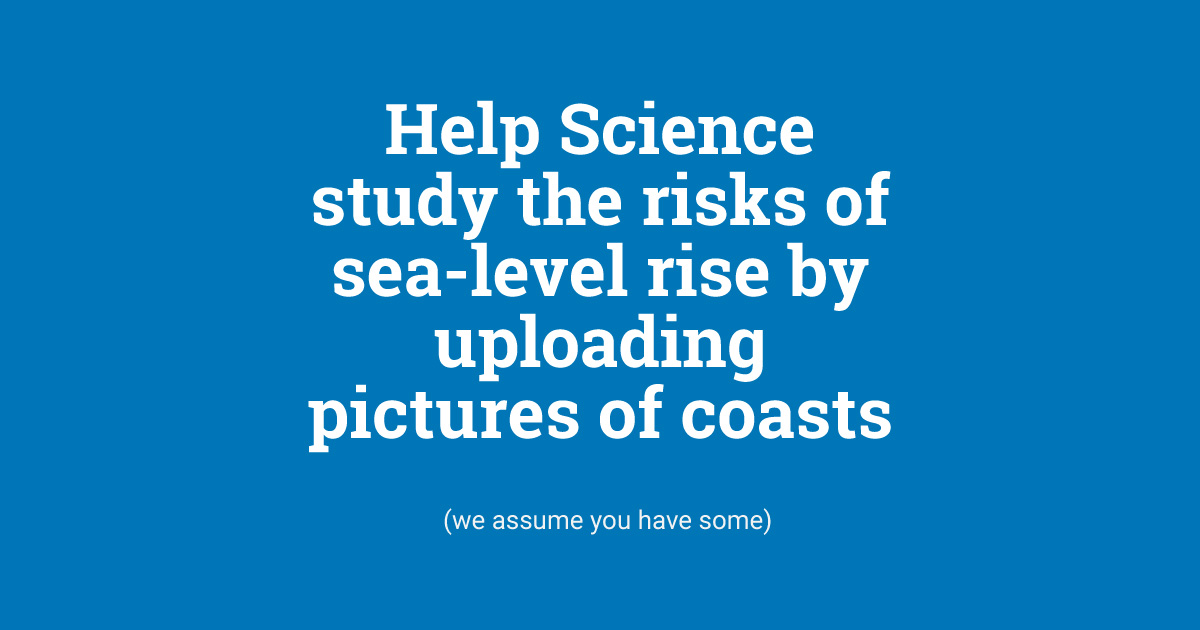 Help Science
study the risks of
sea-level rise by
uploading
pictures of coasts
(we assume you have some)